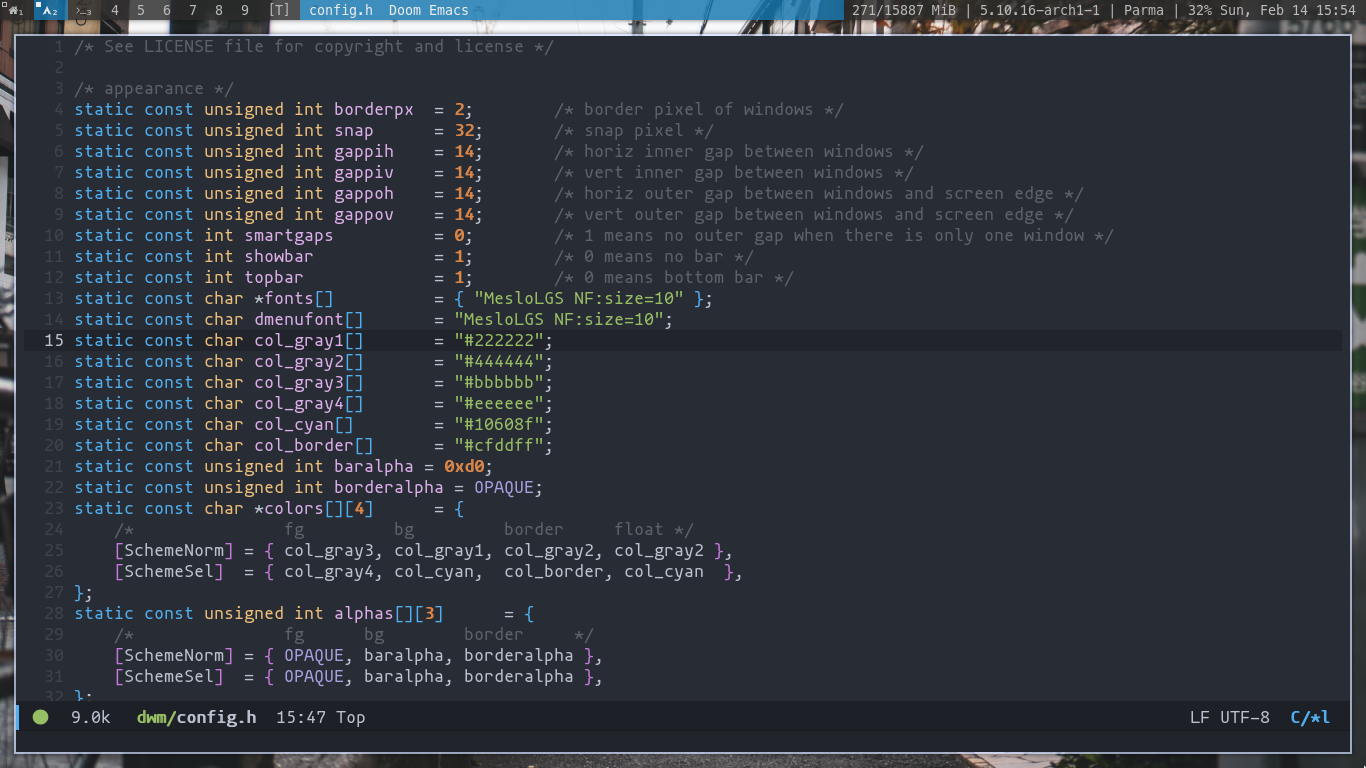 1 2 3 4 5 6 7 8 9 [T] config.h  Doom Emacs 271/15887 MiB | 5.10.16-arch1-1 | Parma | 32% Sun, Feb 14 15:54
1 /* See LICENSE file for copyright and license */
2
3 /* appearance */
4 static const unsigned int borderpx  = 2;        /* border pixel of windows */
5 static const unsigned int snap      = 32;       /* snap pixel */
6 static const unsigned int gappih    = 14;       /* horiz inner gap between windows */
7 static const unsigned int gappiv    = 14;       /* vert inner gap between windows */
8 static const unsigned int gappoh    = 14;       /* horiz outer gap between windows and screen edge */
9 static const unsigned int gappov    = 14;       /* vert outer gap between windows and screen edge */
10 static const int smartgaps          = 0;        /* 1 means no outer gap when there is only one window */
11 static const int showbar            = 1;        /* 0 means no bar */
12 static const int topbar             = 1;        /* 0 means bottom bar */
13 static const char *fonts[]          = { "MesloLGS NF:size=10" };
14 static const char dmenufont[]       = "MesloLGS NF:size=10";
15 static const char col_gray1[]       = "#222222";
16 static const char col_gray2[]       = "#444444";
17 static const char col_gray3[]       = "#bbbbbb";
18 static const char col_gray4[]       = "#eeeeee";
19 static const char col_cyan[]        = "#10608f";
20 static const char col_border[]      = "#cfddff";
21 static const unsigned int baralpha = 0xd0;
22 static const unsigned int borderalpha = OPAQUE;
23 static const char *colors[][4]      = {
24     /*               fg         bg         border     float */
25     [SchemeNorm] = { col_gray3, col_gray1, col_gray2, col_gray2 },
26     [SchemeSel]  = { col_gray4, col_cyan,  col_border, col_cyan  },
27 };
28 static const unsigned int alphas[][3]      = {
29     /*               fg      bg        border     */
30     [SchemeNorm] = { OPAQUE, baralpha, borderalpha },
31     [SchemeSel]  = { OPAQUE, baralpha, borderalpha },
32 };
9.0k  dwm/config.h  15:47 Top LF UTF-8  C/*l